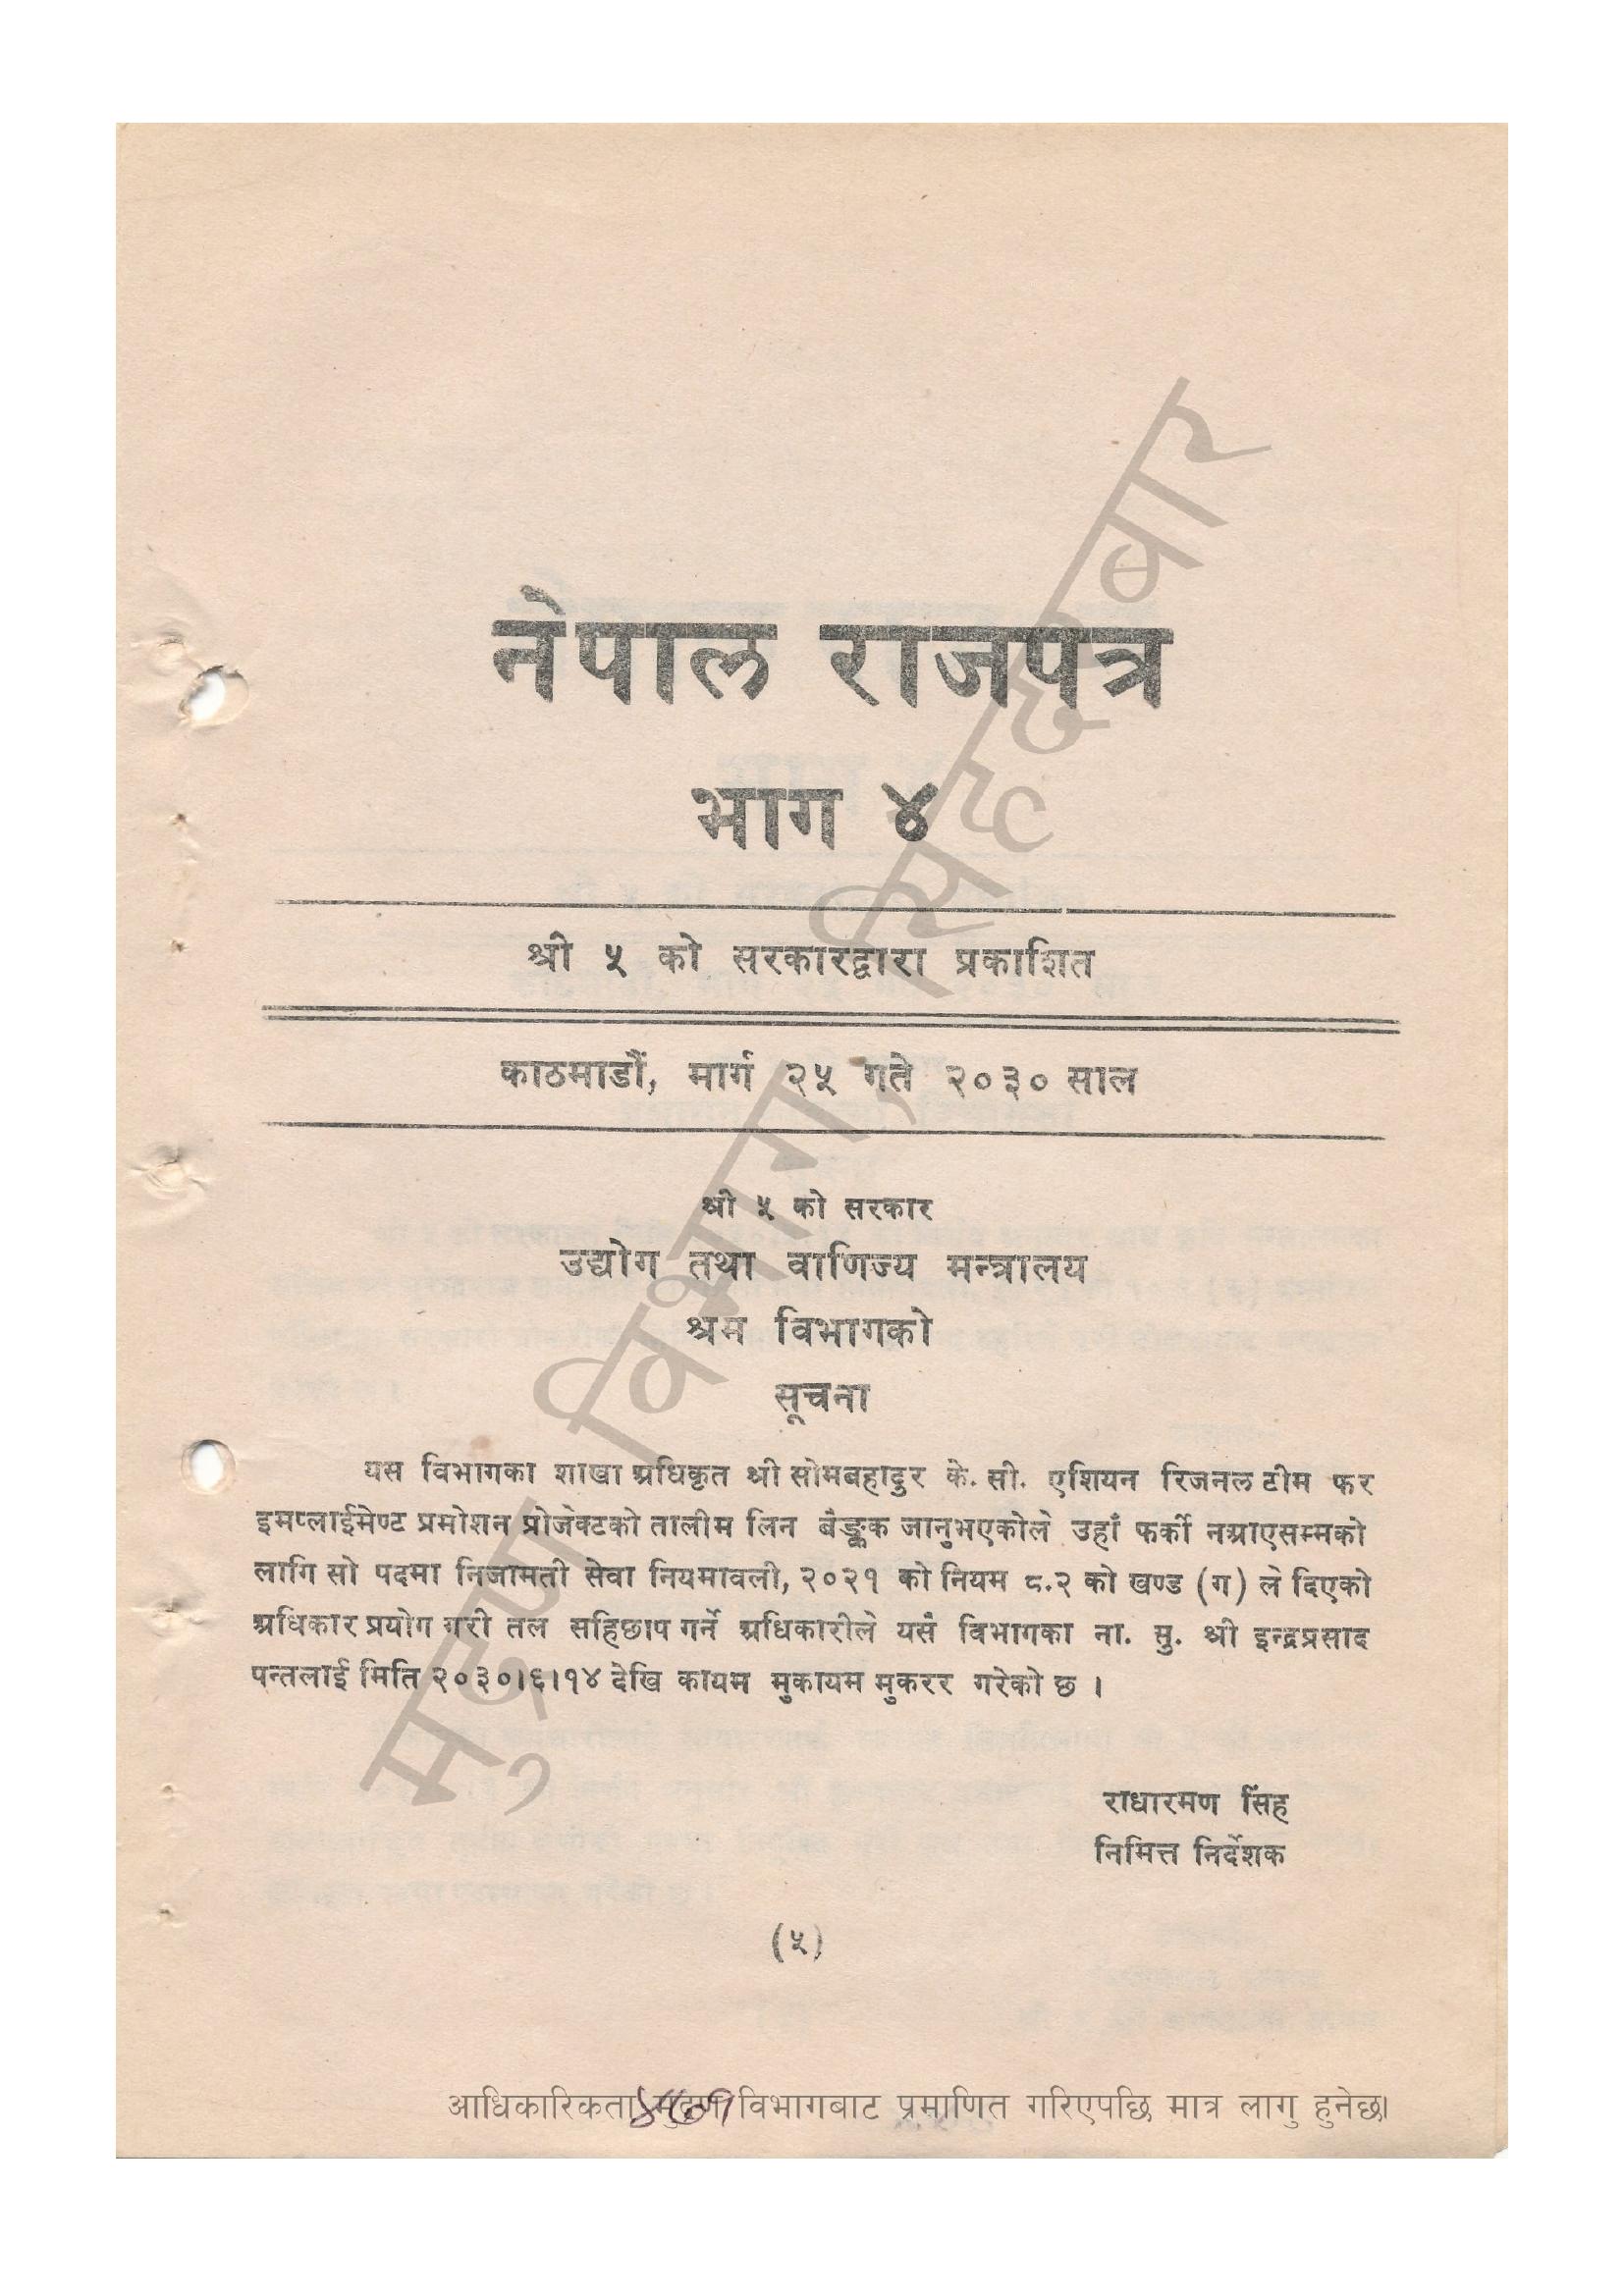 नेपाल राजपत्र
भाग ४
श्री ५ को सरकारद्वारा प्रकाशित
काठमाडौं, मार्ग २५ गते २०३० साल
श्री ५ को सरकार
उद्योग तथा वाणिज्य मन्त्रालय
श्रम विभागको
सूचना
यस विभागका शाखा अधिकृत श्री सोमबहादुर के. सी. एशियन रिजनल टीम फर
इमप्लाईमेण्ट प्रमोशन प्रोजेक्टको तालीम लिन बैङ्कक जानुभएकोले उहाँ फर्की नआएसम्मको
लागि सो पदमा निजामती सेवा नियमावली, २०२१ को नियम ८.२ को खण्ड (ग) ले दिएको
अधिकार प्रयोग गरी तल सहिछाप गर्ने अधिकारीले यसै विभागका ना. सु. श्री इन्द्रप्रसाद
पन्तलाई मिति २०३०।६।१४ देखि कायम मुकायम मुकरर गरेको छ ।
राधारमण सिंह
निमित्त निर्देशक
(५)
मुद्रण विभाग, सिंहदरबार
आधिकारिकता मुद्रण विभागबाट प्रमाणित गरिएपछि मात्र लागु हुनेछ।